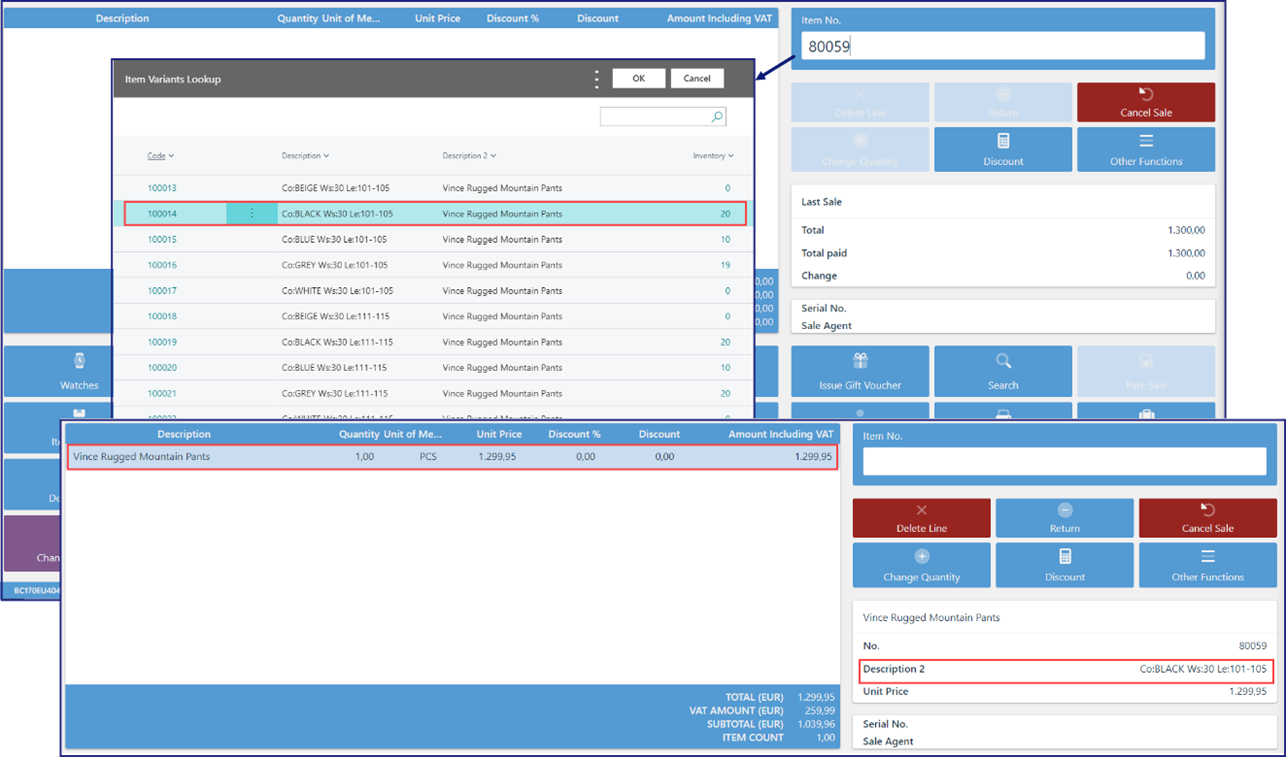 Description Quantity Unit of Me... Unit Price Discount % Discount Amount Including VAT
Item No.
80059
Delete Line Return Cancel Sale
Change Quantity Discount Other Functions
Last Sale
Total 1.300,00
Total paid 1.300,00
Change 0,00
Serial No.
Sale Agent
Issue Gift Voucher Search Park Sale
Item Variants Lookup OK Cancel
Code Description Description 2 Inventory
100013 Co:BEIGE Ws:30 Le:101-105 Vince Rugged Mountain Pants 0
100014 Co:BLACK Ws:30 Le:101-105 Vince Rugged Mountain Pants 20
100015 Co:BLUE Ws:30 Le:101-105 Vince Rugged Mountain Pants 10
100016 Co:GREY Ws:30 Le:101-105 Vince Rugged Mountain Pants 19
100017 Co:WHITE Ws:30 Le:101-105 Vince Rugged Mountain Pants 0
100018 Co:BEIGE Ws:30 Le:111-115 Vince Rugged Mountain Pants 0
100019 Co:BLACK Ws:30 Le:111-115 Vince Rugged Mountain Pants 20
100020 Co:BLUE Ws:30 Le:111-115 Vince Rugged Mountain Pants 10
100021 Co:GREY Ws:30 Le:111-115 Vince Rugged Mountain Pants 20
0,00
0,00
0,00
0,00
Watches
It
De
Chan
BC170EU404
Description Quantity Unit of Me... Unit Price Discount % Discount Amount Including VAT
Vince Rugged Mountain Pants 1,00 PCS 1.299,95 0,00 0,00 1.299,95
TOTAL (EUR) 1.299,95
VAT AMOUNT (EUR) 259,99
SUBTOTAL (EUR) 1.039,96
ITEM COUNT 1,00
Item No.
Delete Line Return Cancel Sale
Change Quantity Discount Other Functions
Vince Rugged Mountain Pants
No. 80059
Description 2 Co:BLACK Ws:30 Le:101-105
Unit Price 1.299,95
Serial No.
Sale Agent